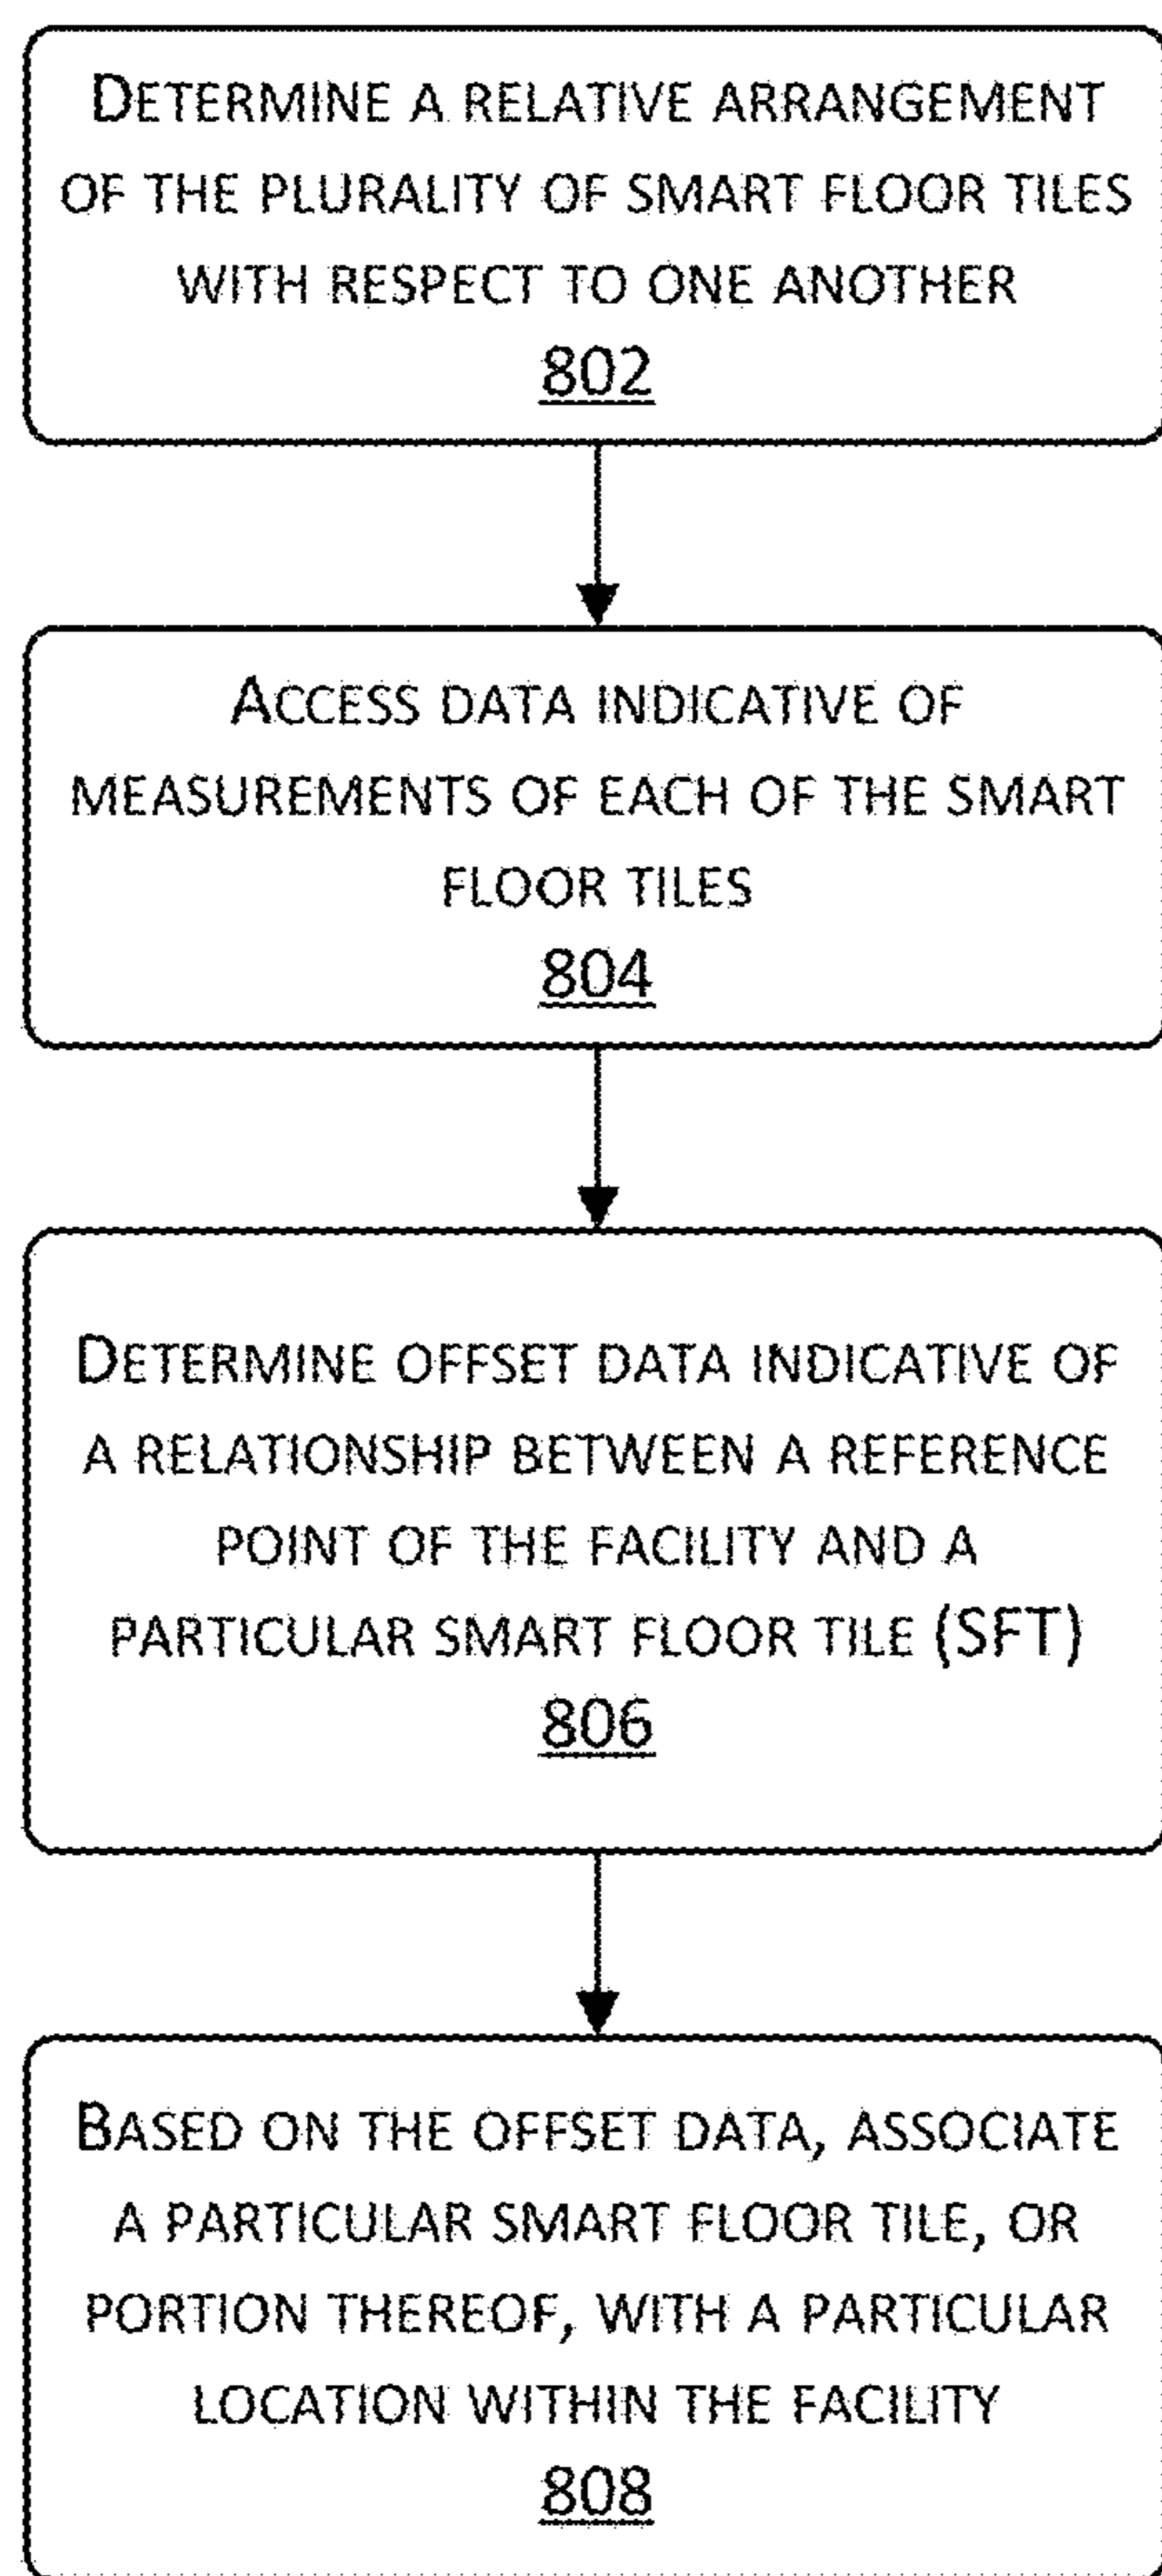 DETERMINE A RELATIVE ARRANGEMENT
OF THE PLURALITY OF SMART FLOOR TILES
WITH RESPECT TO ONE ANOTHER
802
ACCESS DATA INDICATIVE OF
MEASUREMENTS OF EACH OF THE SMART
FLOOR TILES
804
DETERMINE OFFSET DATA INDICATIVE OF
A RELATIONSHIP BETWEEN A REFERENCE
POINT OF THE FACILITY AND A
PARTICULAR SMART FLOOR TILE (SFT)
806
BASED ON THE OFFSET DATA, ASSOCIATE
A PARTICULAR SMART FLOOR TILE, OR
PORTION THEREOF, WITH A PARTICULAR
LOCATION WITHIN THE FACILITY
808